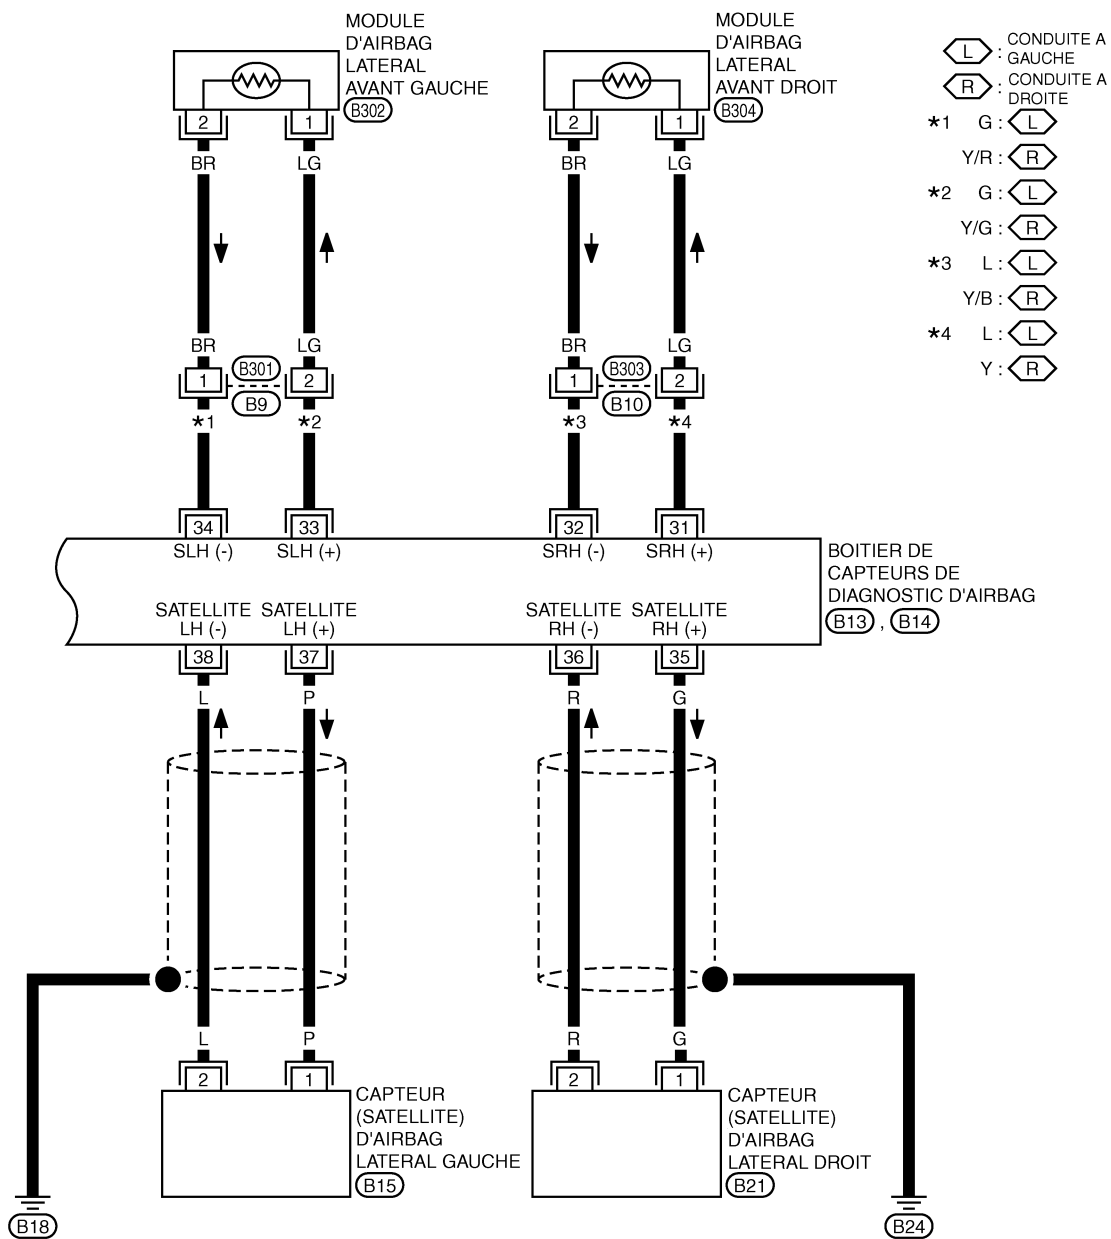 MODULE
D'AIRBAG
LATERAL
AVANT GAUCHE
B302
MODULE
D'AIRBAG
LATERAL
AVANT DROIT
B304
L : CONDUITE A
GAUCHE
R : CONDUITE A
DROITE
*1 G : L
Y/R : R
*2 G : L
Y/G : R
*3 L : L
Y/B : R
*4 L : L
Y : R
2 1 2 1
BR LG BR LG
BR LG BR LG
1 B301 2 1 B303 2
B9 B10
*1 *2 *3 *4
34 33 32 31
SLH (-) SLH (+) SRH (-) SRH (+)
BOITIER DE
CAPTEURS DE
DIAGNOSTIC D'AIRBAG
B13 , B14
SATELLITE SATELLITE SATELLITE SATELLITE
LH (-) LH (+) RH (-) RH (+)
38 37 36 35
L P R G
L P R G
2 1 2 1
CAPTEUR
(SATELLITE)
D'AIRBAG
LATERAL GAUCHE
B15
CAPTEUR
(SATELLITE)
D'AIRBAG
LATERAL DROIT
B21
B18 B24